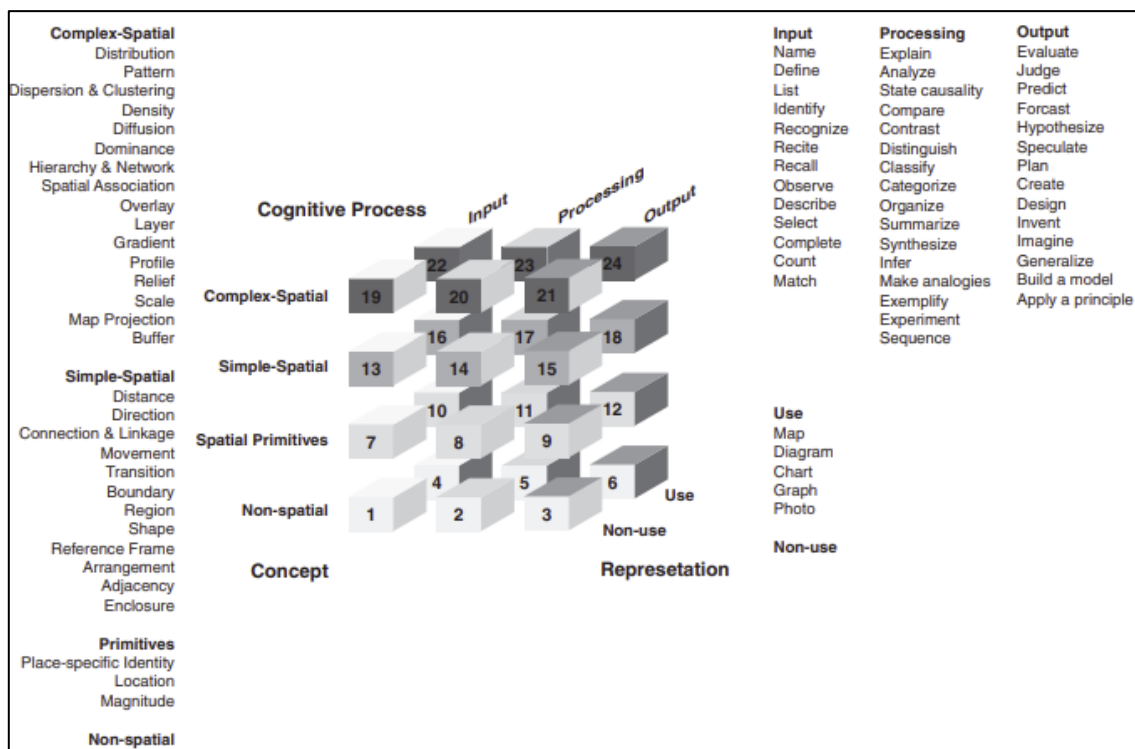 Complex-Spatial
Distribution
Pattern
Dispersion & Clustering
Density
Diffusion
Dominance
Hierarchy & Network
Spatial Association
Overlay
Layer
Gradient
Profile
Relief
Scale
Map Projection
Buffer
Simple-Spatial
Distance
Direction
Connection & Linkage
Movement
Transition
Boundary
Region
Shape
Reference Frame
Arrangement
Adjacency
Enclosure
Primitives
Place-specific Identity
Location
Magnitude
Non-spatial
Cognitive Process
Input
Processing
Output
22 23 24
Complex-Spatial 19 20 21
16 17 18
Simple-Spatial 13 14 15
10 11 12
Spatial Primitives 7 8 9
4 5 6
Use
Non-spatial 1 2 3
Non-use
Concept
Represetation
Input
Name
Define
List
Identify
Recognize
Recite
Recall
Observe
Describe
Select
Complete
Count
Match
Processing
Explain
Analyze
State causality
Compare
Contrast
Distinguish
Classify
Categorize
Organize
Summarize
Synthesize
Infer
Make analogies
Exemplify
Experiment
Sequence
Output
Evaluate
Judge
Predict
Forcast
Hypothesize
Speculate
Plan
Create
Design
Invent
Imagine
Generalize
Build a model
Apply a principle
Use
Map
Diagram
Chart
Graph
Photo
Non-use